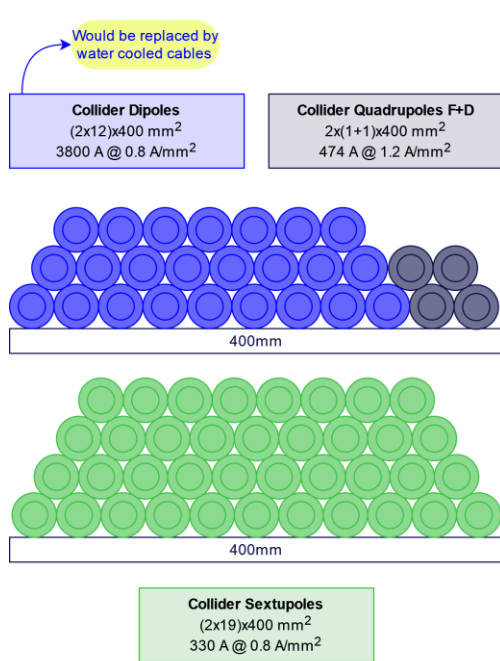 Would be replaced by
water cooled cables
Collider Dipoles
(2x12)x400 mm²
3800 A @ 0.8 A/mm²
Collider Quadrupoles F+D
2x(1+1)x400 mm²
474 A @ 1.2 A/mm²
400mm
400mm
Collider Sextupoles
(2x19)x400 mm²
330 A @ 0.8 A/mm²